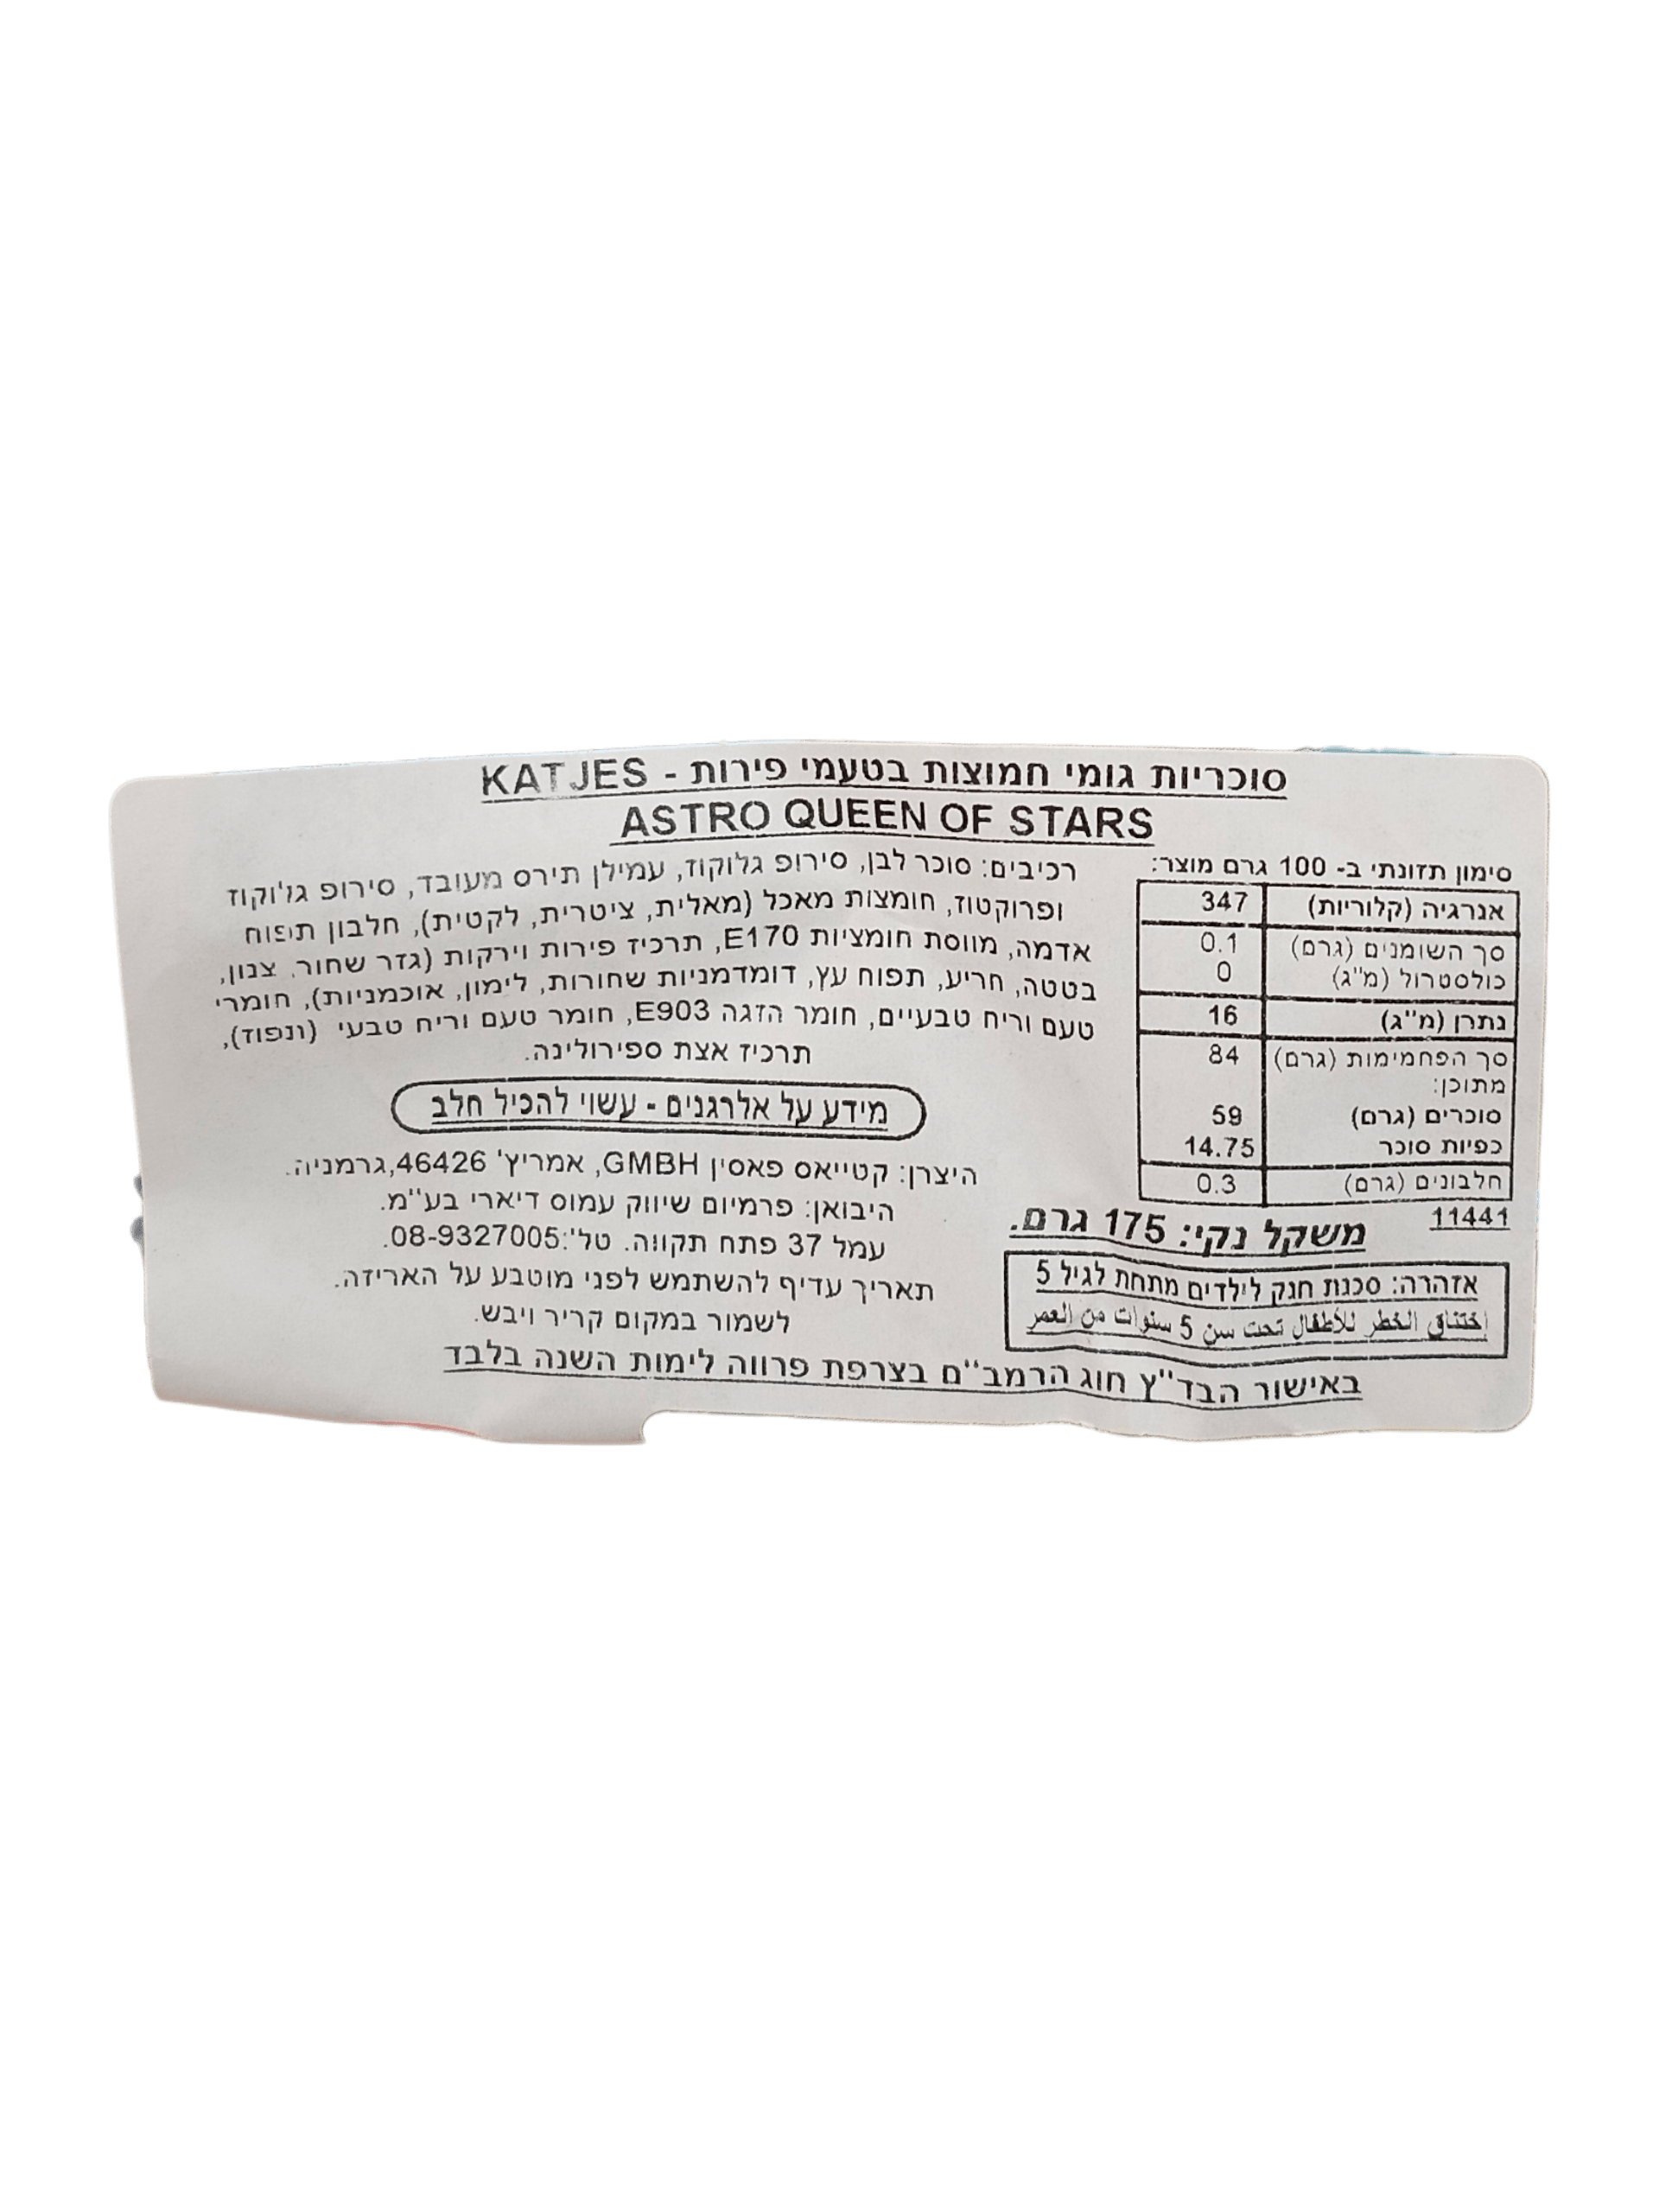 סוכריות גומי חמוצות בטעמי פירות - KATJES
ASTRO QUEEN OF STARS
סימון תזונתי ב- 100 גרם מוצר:
אנרגיה (קלוריות) 347
סך השומנים (גרם) 0.1
כולסטרול (מ"ג) 0
נתרן (מ"ג) 16
סך הפחמימות (גרם) 84
מתוכן:
סוכרים (גרם) 59
כפיות סוכר 14.75
חלבונים (גרם) 0.3
11441
משקל נקי: 175 גרם.
אזהרה: סכנת חנק לילדים מתחת לגיל 5
اختناق الخطر للأطفال تحت سن 5 سنوات من العمر
רכיבים: סוכר לבן, סירופ גלוקוז, עמילן תירס מעובד, סירופ גלוקוז
ופרוקטוז, חומצות מאכל (מאלית, ציטרית, לקטית), חלבון תפוח
אדמה, מווסת חומציות E170, תרכיז פירות וירקות (גזר שחור, צנון,
בטטה, חריע, תפוח עץ, דומדמניות שחורות, לימון, אוכמניות), חומרי
טעם וריח טבעיים, חומר הזגה E903, חומר טעם וריח טבעי (ונפוז),
תרכיז אצת ספירולינה.
מידע על אלרגנים - עשוי להכיל חלב
היצרן: קטייאס פאסין GMBH, אמריץ' 46426,גרמניה.
היבואן: פרמיום שיווק עמוס דיארי בע"מ.
עמל 37 פתח תקווה. טל':08-9327005.
תאריך עדיף להשתמש לפני מוטבע על האריזה.
לשמור במקום קריר ויבש.
באישור הבד"ץ חוג הרמב"ם בצרפת פרווה לימות השנה בלבד